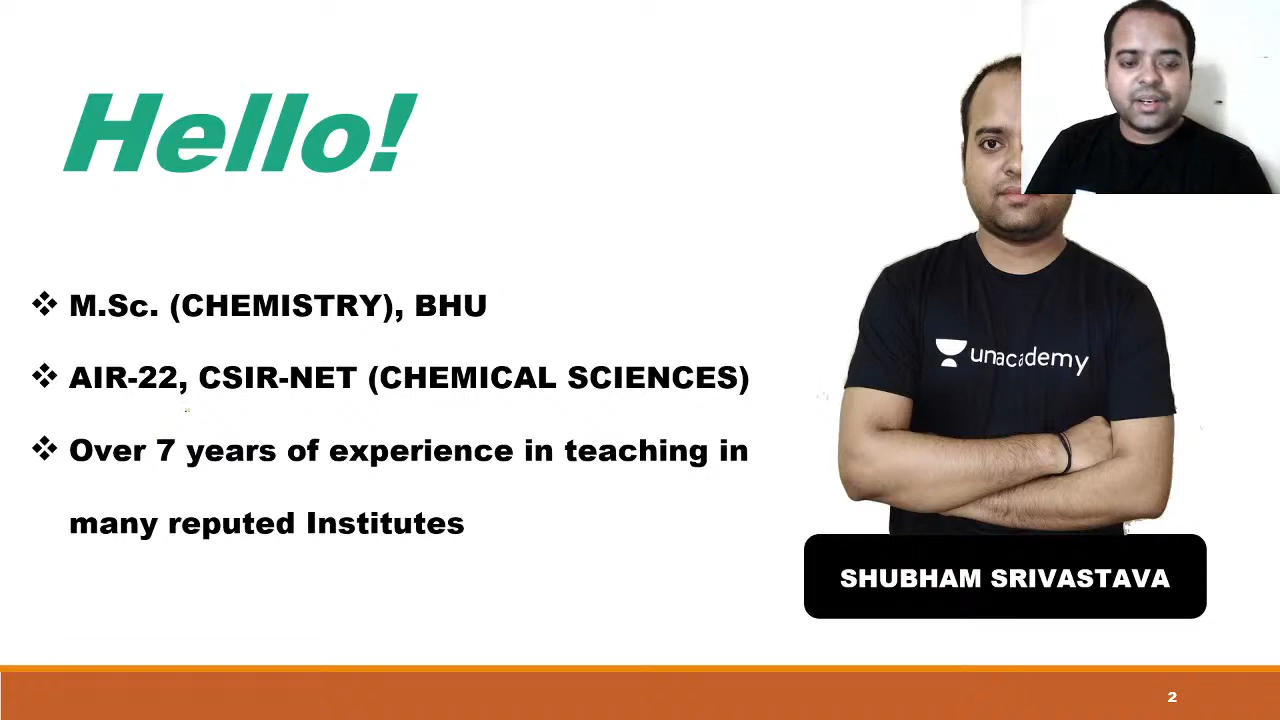 Hello!
M.Sc. (CHEMISTRY), BHU
AIR-22, CSIR-NET (CHEMICAL SCIENCES)
Over 7 years of experience in teaching in
many reputed Institutes
unacademy
SHUBHAM SRIVASTAVA
2